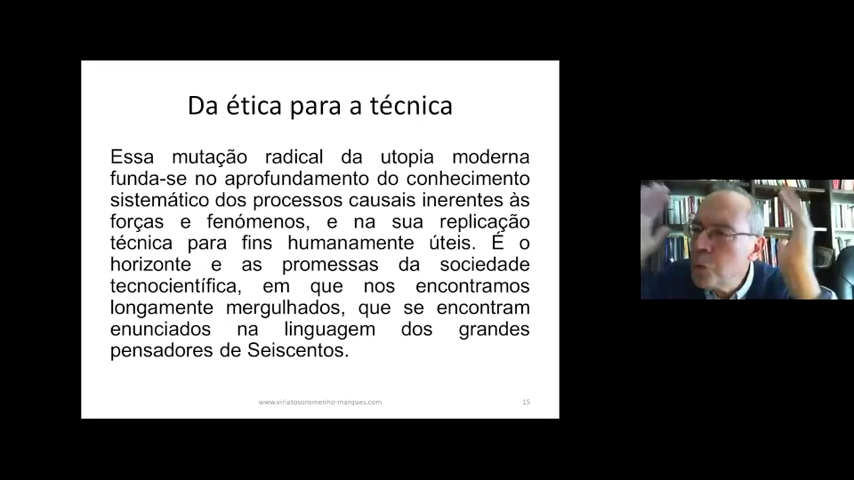 Da ética para a técnica
Essa mutação radical da utopia moderna
funda-se no aprofundamento do conhecimento
sistemático dos processos causais inerentes às
forças e fenómenos, e na sua replicação
técnica para fins humanamente úteis. É o
horizonte e as promessas da sociedade
tecnocientífica, em que nos encontramos
longamente mergulhados, que se encontram
enunciados na linguagem dos grandes
pensadores de Seiscentos.
www.viriatosoromenho-marques.com
15